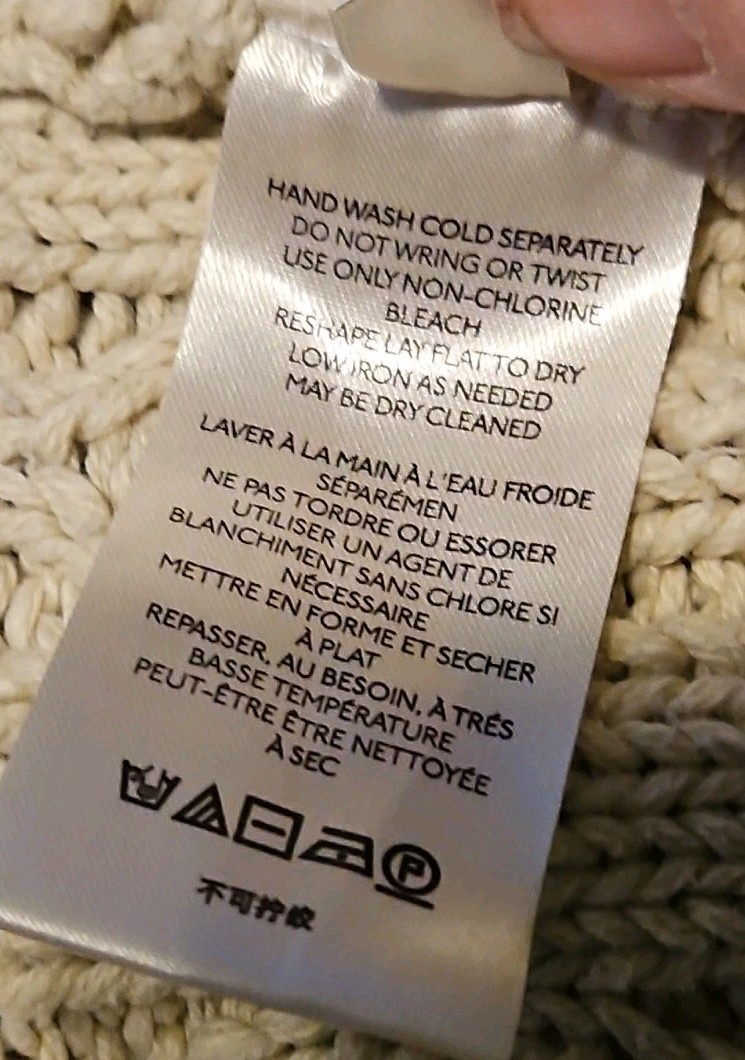 HAND WASH COLD SEPARATELY
DO NOT WRING OR TWIST
USE ONLY NON-CHLORINE
BLEACH
RESHAPE LAY FLAT TO DRY
LOW IRON AS NEEDED
MAY BE DRY CLEANED
LAVER À LA MAIN À L'EAU FROIDE
SÉPARÉMEN
NE PAS TORDRE OU ESSORER
UTILISER UN AGENT DE
BLANCHIMENT SANS CHLORE SI
NÉCESSAIRE
METTRE EN FORME ET SECHER
À PLAT
REPASSER, AU BESOIN, À TRÉS
BASSE TEMPÉRATURE
PEUT-ÊTRE ÊTRE NETTOYÉE
À SEC
P
不可拧绞